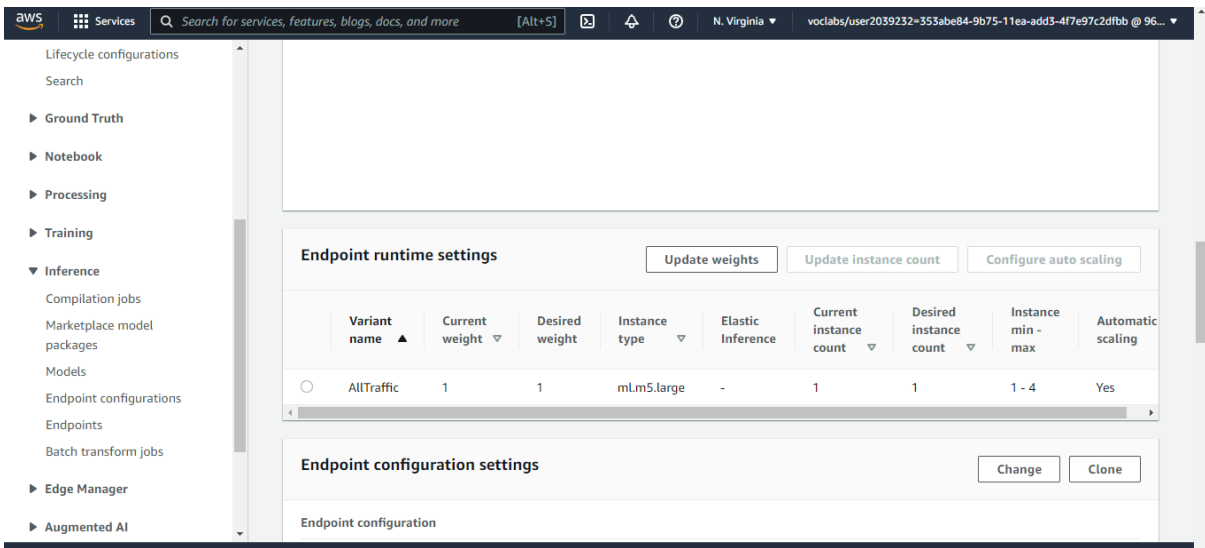 aws Services Search for services, features, blogs, docs, and more [Alt+S] N. Virginia ▼ voclabs/user2039232=353abe84-9b75-11ea-add3-4f7e97c2dfbb @ 96... ▼
Lifecycle configurations
Search
Ground Truth
Notebook
Processing
Training
Inference
Compilation jobs
Marketplace model
packages
Models
Endpoint configurations
Endpoints
Batch transform jobs
Edge Manager
Augmented AI
Endpoint runtime settings Update weights Update instance count Configure auto scaling
Variant name Current weight Desired weight Instance type Elastic Inference Current instance count Desired instance count Instance min - max Automatic scaling
AllTraffic 1 1 ml.m5.large - 1 1 1 - 4 Yes
Endpoint configuration settings Change Clone
Endpoint configuration